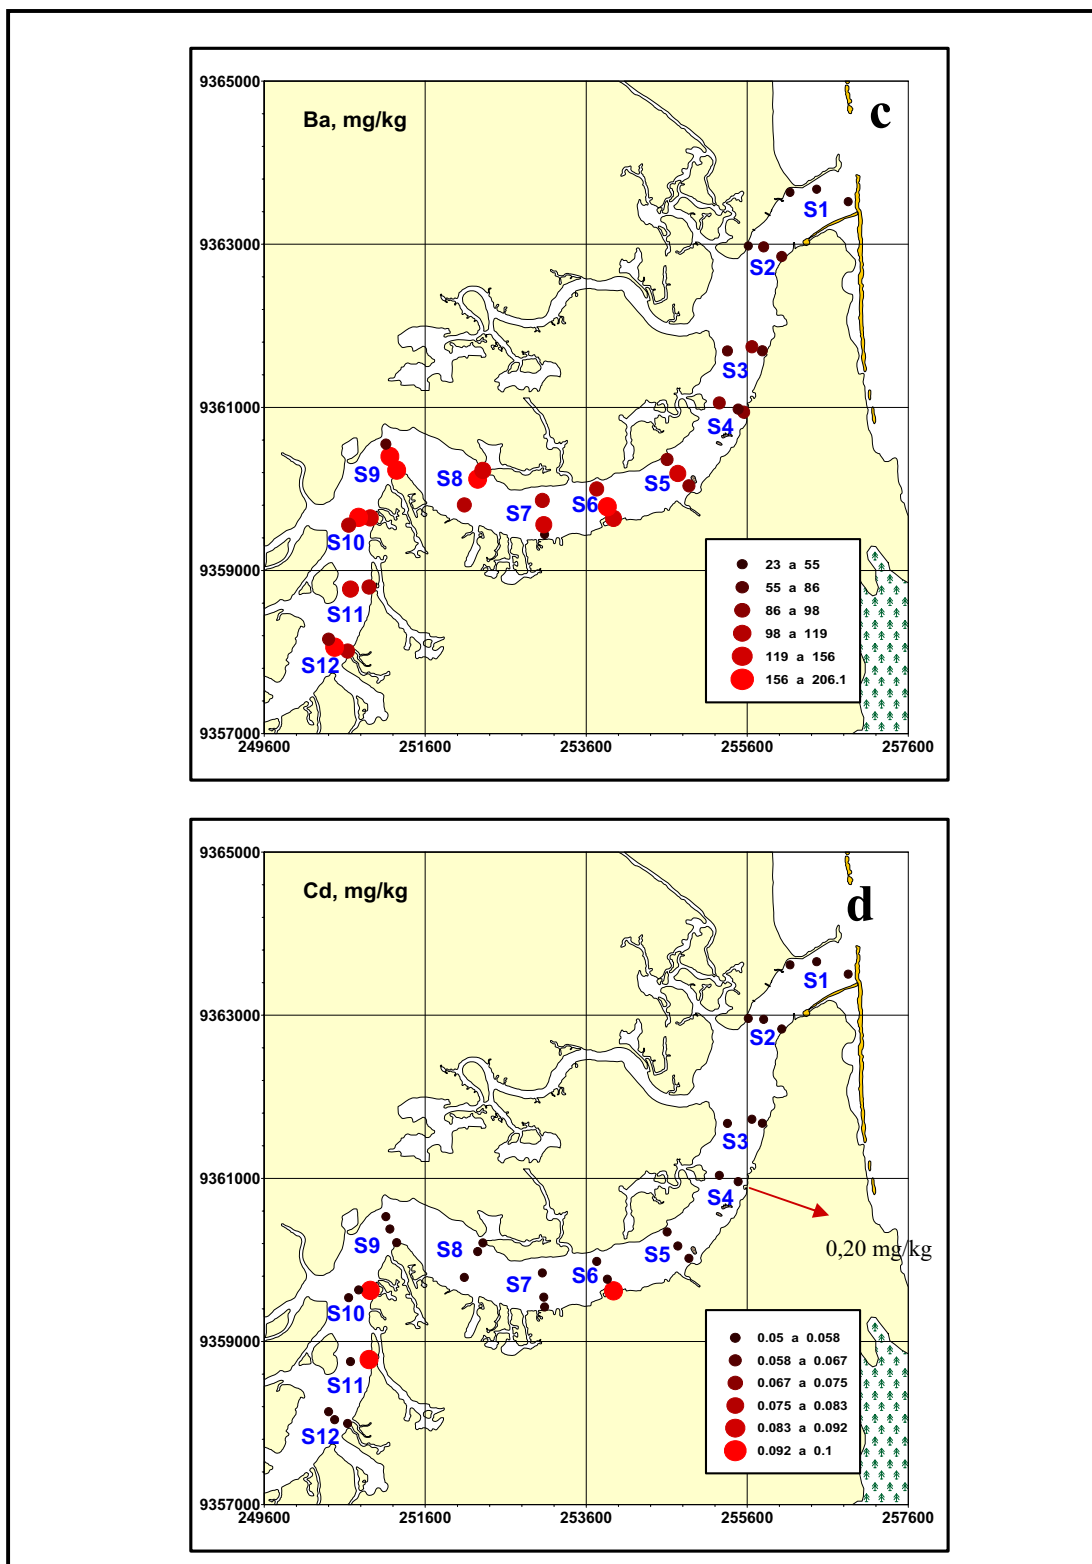 9365000
Ba, mg/kg
c
S1
9363000
S2
S3
9361000
S4
S9
S8
S5
S7
S6
S10
9359000
23 a 55
55 a 86
S11
86 a 98
98 a 119
S12
119 a 156
156 a 206.1
9357000
249600
251600
253600
255600
257600
9365000
Cd, mg/kg
d
S1
9363000
S2
S3
9361000
S4
S9
S8
S5
0,20 mg/kg
S7
S6
S10
9359000
0.05 a 0.058
0.058 a 0.067
S11
0.067 a 0.075
0.075 a 0.083
S12
0.083 a 0.092
0.092 a 0.1
9357000
249600
251600
253600
255600
257600